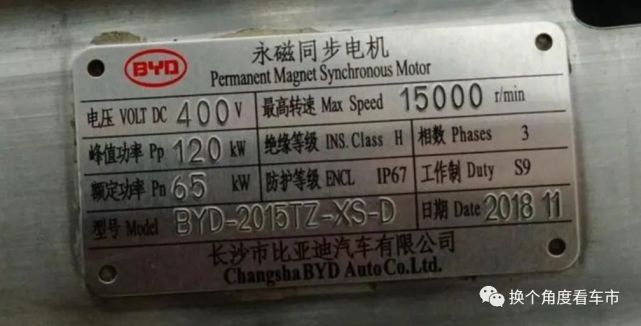 BYD 永磁同步电机
Permanent Magnet Synchronous Motor
电压 VOLT DC 400 V 最高转速 Max Speed 15000 r/min
峰值功率 Pp 120 kW 绝缘等级 INS. Class H 相数 Phases 3
额定功率 Pn 65 kW 防护等级 ENCL IP67 工作制 Duty S9
型号 Model BYD-2015TZ-XS-D 日期 Date 2018 11
长沙市比亚迪汽车有限公司
Changsha BYD Auto Co.Ltd.
换个角度看车市